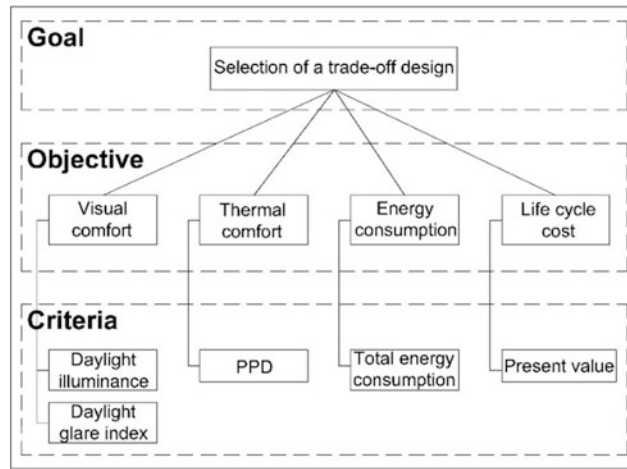 Goal
Selection of a trade-off design
Objective
Visual
comfort
Thermal
comfort
Energy
consumption
Life cycle
cost
Criteria
Daylight
illuminance
PPD
Total energy
consumption
Present value
Daylight
glare index